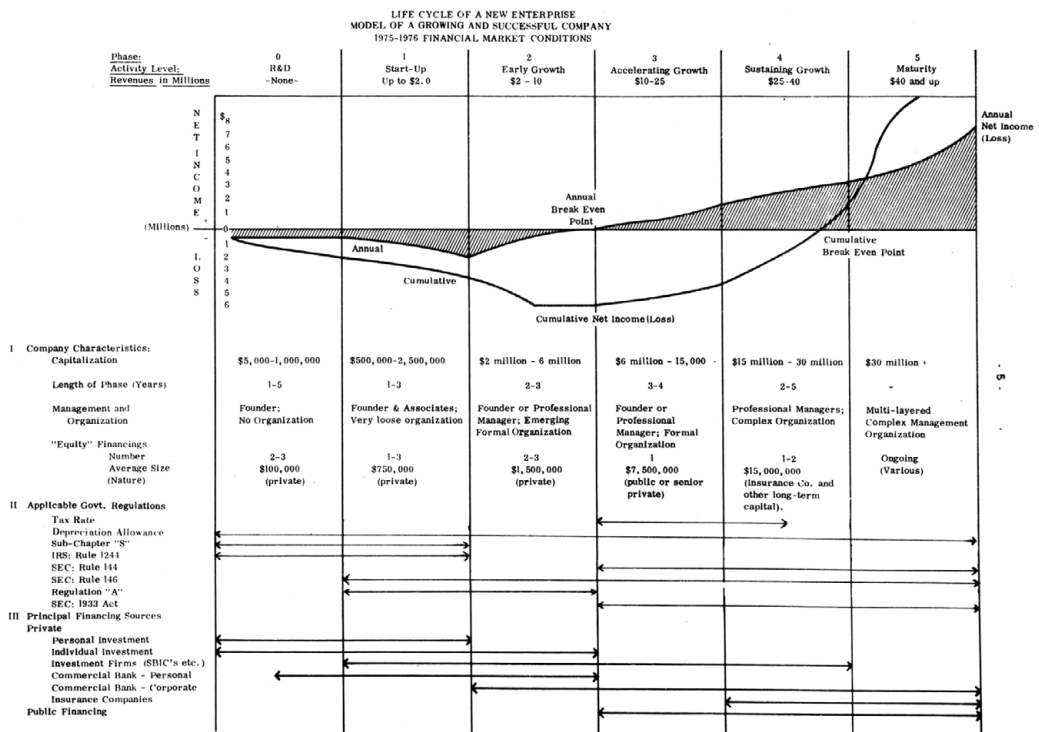 LIFE CYCLE OF A NEW ENTERPRISE
MODEL OF A GROWING AND SUCCESSFUL COMPANY
1975-1976 FINANCIAL MARKET CONDITIONS
Phase: 0 1 2 3 4 5
Activity Level: R&D Start-Up Early Growth Accelerating Growth Sustaining Growth Maturity
Revenues in Millions -None- Up to $2.0 $2 - 10 $10-25 $25-40 $40 and up
NET INCOME
$8
7
6
5
4
3
2
1
(Millions) 0
LOSS
1
2
3
4
5
6
Annual
Net Income
(Loss)
Annual
Break Even
Point
Annual
Cumulative
Cumulative
Break Even Point
Cumulative Net Income (Loss)
I Company Characteristics:
Capitalization $5,000-1,000,000 $500,000-2,500,000 $2 million - 6 million $6 million - 15,000 $15 million - 30 million $30 million +
Length of Phase (Years) 1-5 1-3 2-3 3-4 2-5 -
Management and Founder; Founder & Associates; Founder or Professional Founder or Professional Managers; Multi-layered
Organization No Organization Very loose organization Manager; Emerging Professional Complex Organization Complex Management
Formal Organization Manager; Formal Organization
Organization
"Equity" Financings
Number 2-3 1-3 2-3 1 1-2 Ongoing
Average Size $100,000 $750,000 $1,500,000 $7,500,000 $15,000,000 (Various)
(Nature) (private) (private) (private) (public or senior (Insurance Co. and
private) other long-term
capital).
II Applicable Govt. Regulations
Tax Rate
Depreciation Allowance
Sub-Chapter "S"
IRS: Rule 1244
SEC: Rule 144
SEC: Rule 146
Regulation "A"
SEC: 1933 Act
III Principal Financing Sources
Private
Personal Investment
Individual Investment
Investment Firms (SBIC's etc.)
Commercial Bank - Personal
Commercial Bank - Corporate
Insurance Companies
Public Financing
- 5 -